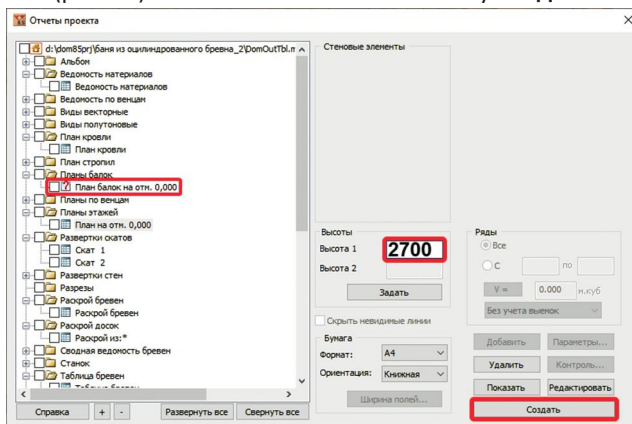 Отчеты проекта
d:\dom85prj\баня из оцилиндрованного бревна_2\DomOutTbl.m
Альбом
Ведомость материалов
Ведомость материалов
Ведомость по венцам
Виды векторные
Виды полутоновые
План кровли
План кровли
План стропил
Планы балок
План балок на отн. 0,000
Планы по венцам
Планы этажей
План на отн. 0,000
Развертки скатов
Скат 1
Скат 2
Развертки стен
Разрезы
Раскрой бревен
Раскрой бревен
Раскрой досок
Раскрой из:*
Сводная ведомость бревен
Станок
Таблица бревен
Справка
+
-
Развернуть все
Свернуть все
Стеновые элементы
Высоты
Высота 1
2700
Высота 2
Задать
Скрыть невидимые линии
Бумага
Формат:
A4
Ориентация:
Книжная
Ширина полей...
Ряды
Все
С
по
V =
0.000
м.куб
Без учета выемок
Добавить
Параметры...
Удалить
Контроль...
Показать
Редактировать
Создать